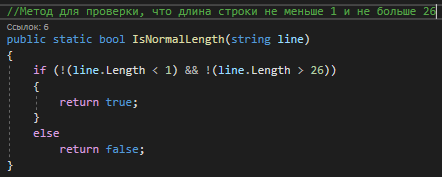 //Метод для проверки, что длина строки не меньше 1 и не больше 26
Ссылок: 6
public static bool IsNormalLength(string line)
{
if (!(line.Length < 1) && !(line.Length > 26))
{
return true;
}
else
return false;
}